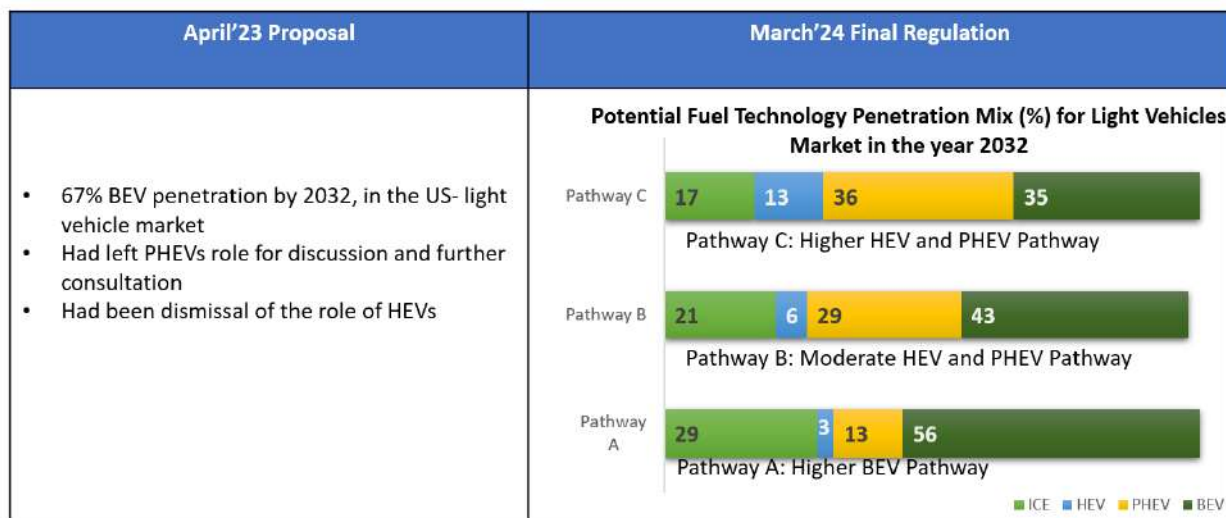 April’23 Proposal
March’24 Final Regulation
• 67% BEV penetration by 2032, in the US- light
vehicle market
• Had left PHEVs role for discussion and further
consultation
• Had been dismissal of the role of HEVs
Potential Fuel Technology Penetration Mix (%) for Light Vehicles
Market in the year 2032
Pathway C
17 13 36 35
Pathway C: Higher HEV and PHEV Pathway
Pathway B
21 6 29 43
Pathway B: Moderate HEV and PHEV Pathway
Pathway
A
29 3 13 56
Pathway A: Higher BEV Pathway
ICE HEV PHEV BEV